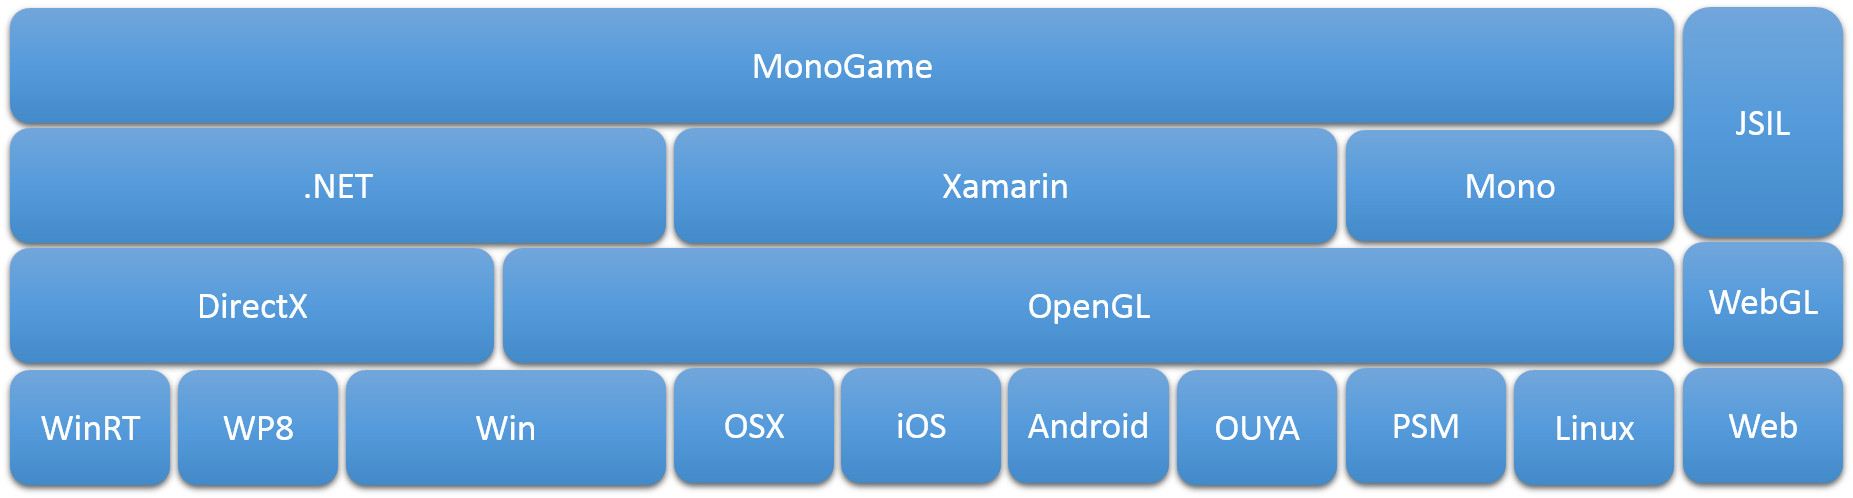 MonoGame
JSIL
.NET
Xamarin
Mono
DirectX
OpenGL
WebGL
WinRT
WP8
Win
OSX
iOS
Android
OUYA
PSM
Linux
Web